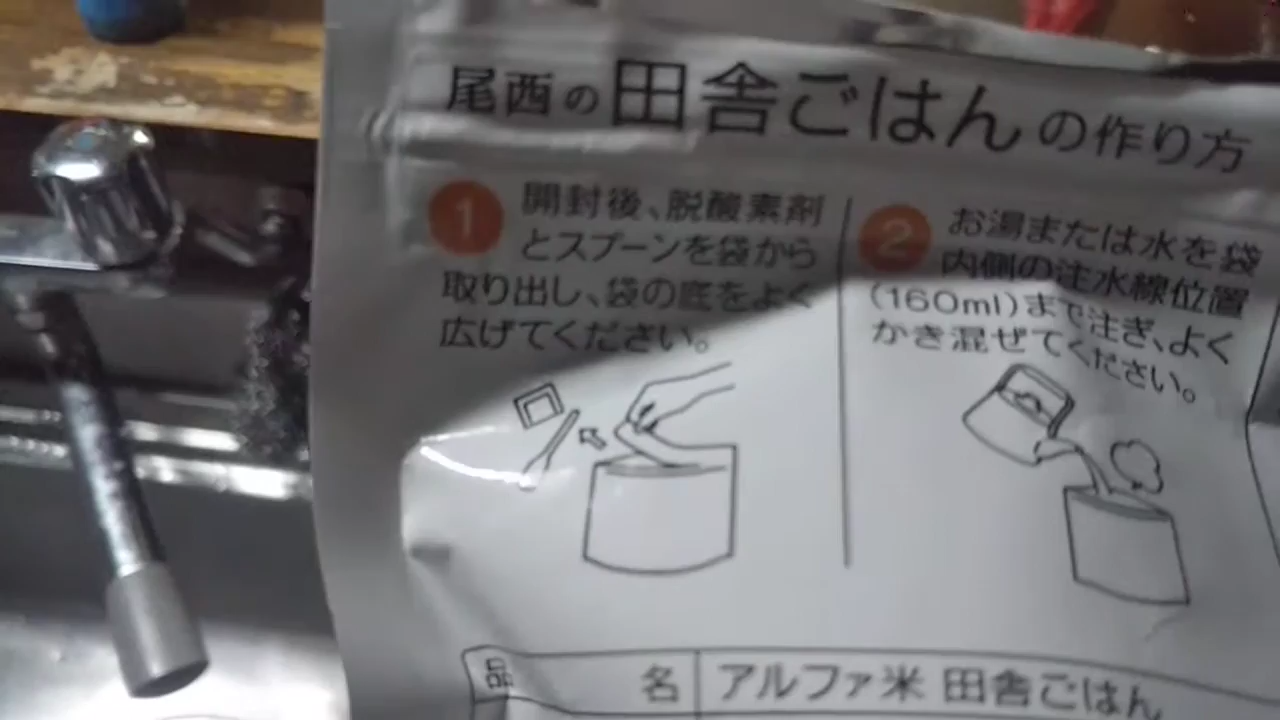 尾西の田舎ごはんの作り方
1 開封後、脱酸素剤
とスプーンを袋から
取り出し、袋の底をよく
広げてください。
2 お湯または水を袋
内側の注水線位置
(160ml)まで注ぎ、よく
かき混ぜてください。
品 名 アルファ米 田舎ごはん